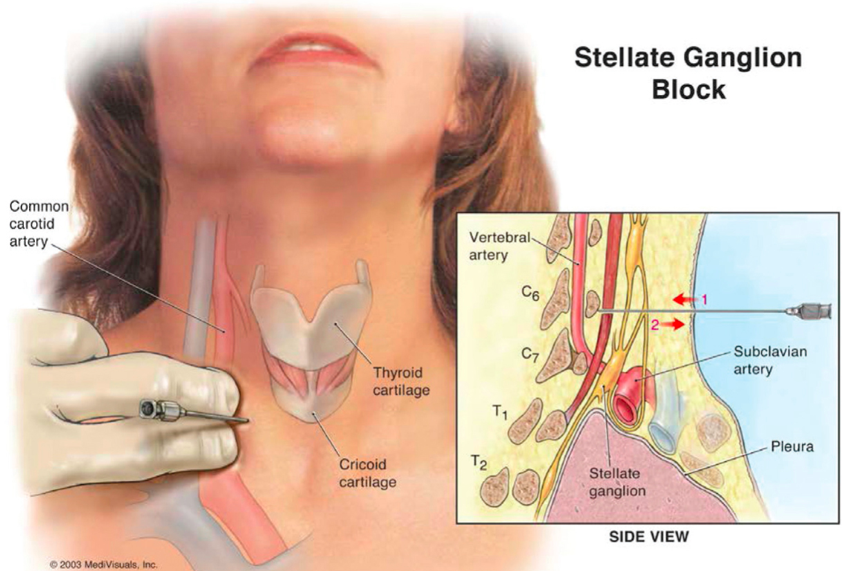 Stellate Ganglion
Block
Common
carotid
artery
Thyroid
cartilage
Cricoid
cartilage
Vertebral
artery
C6
C7
T1
T2
1
2
Subclavian
artery
Pleura
Stellate
ganglion
SIDE VIEW
© 2003 MediVisuals, Inc.